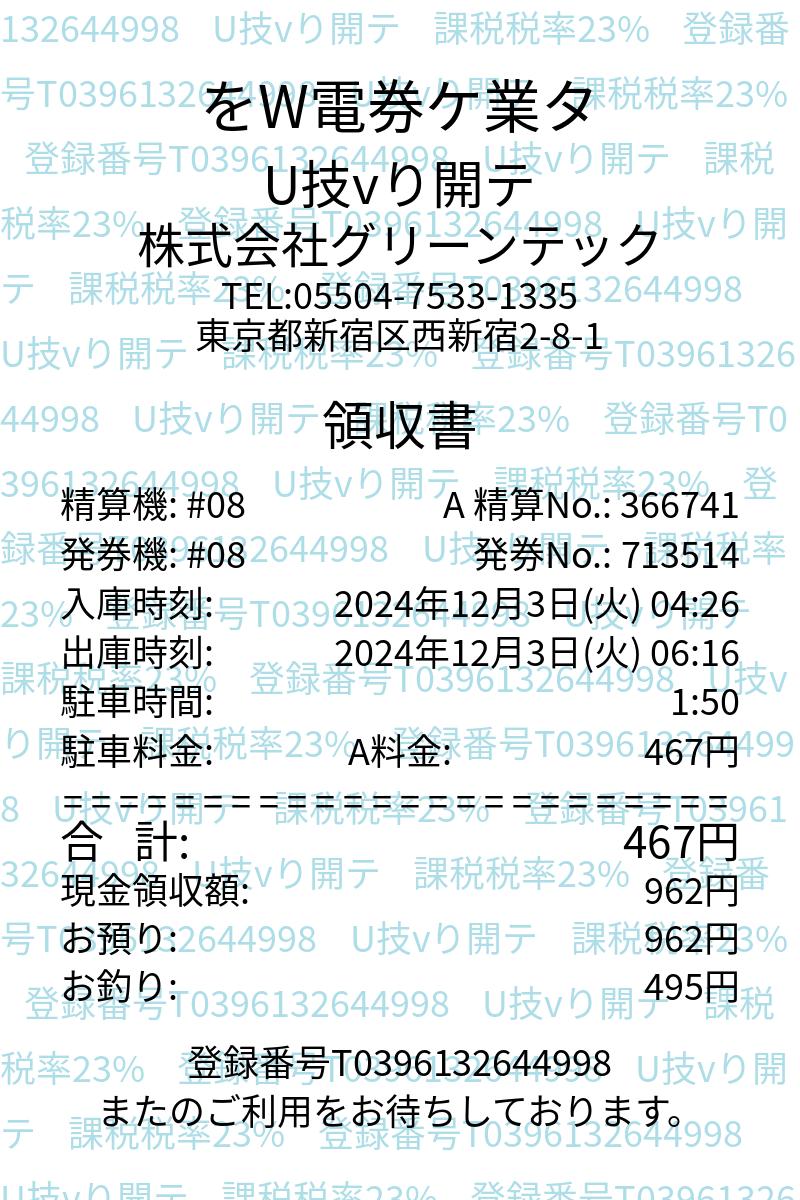 をW電券ケ業タ
U技vり開テ
株式会社グリーンテック
TEL:05504-7533-1335
東京都新宿区西新宿2-8-1
領収書
精算機: #08 A 精算No.: 366741
発券機: #08 発券No.: 713514
入庫時刻: 2024年12月3日(火) 04:26
出庫時刻: 2024年12月3日(火) 06:16
駐車時間: 1:50
駐車料金: A料金: 467円
========================
合 計: 467円
現金領収額: 962円
お預り: 962円
お釣り: 495円
登録番号T0396132644998
またのご利用をお待ちしております。
132644998 U技vり開テ 課税税率23% 登録番
号T0396132644998 U技vり開テ 課税税率23%
登録番号T0396132644998 U技vり開テ 課税
税率23% 登録番号T0396132644998 U技vり開
テ 課税税率23% 登録番号T0396132644998
U技vり開テ 課税税率23% 登録番号T03961326
44998 U技vり開テ 課税税率23% 登録番号T0
396132644998 U技vり開テ 課税税率23% 登
録番号T0396132644998 U技vり開テ 課税税率
23% 登録番号T0396132644998 U技vり開テ
課税税率23% 登録番号T0396132644998 U技v
り開テ 課税税率23% 登録番号T039613264499
8 U技vり開テ 課税税率23% 登録番号T03961
32644998 U技vり開テ 課税税率23% 登録番
号T0396132644998 U技vり開テ 課税税率23%
登録番号T0396132644998 U技vり開テ 課税
税率23% 登録番号T0396132644998 U技vり開
テ 課税税率23% 登録番号T0396132644998
U技vり開テ 課税税率23% 登録番号T03961326